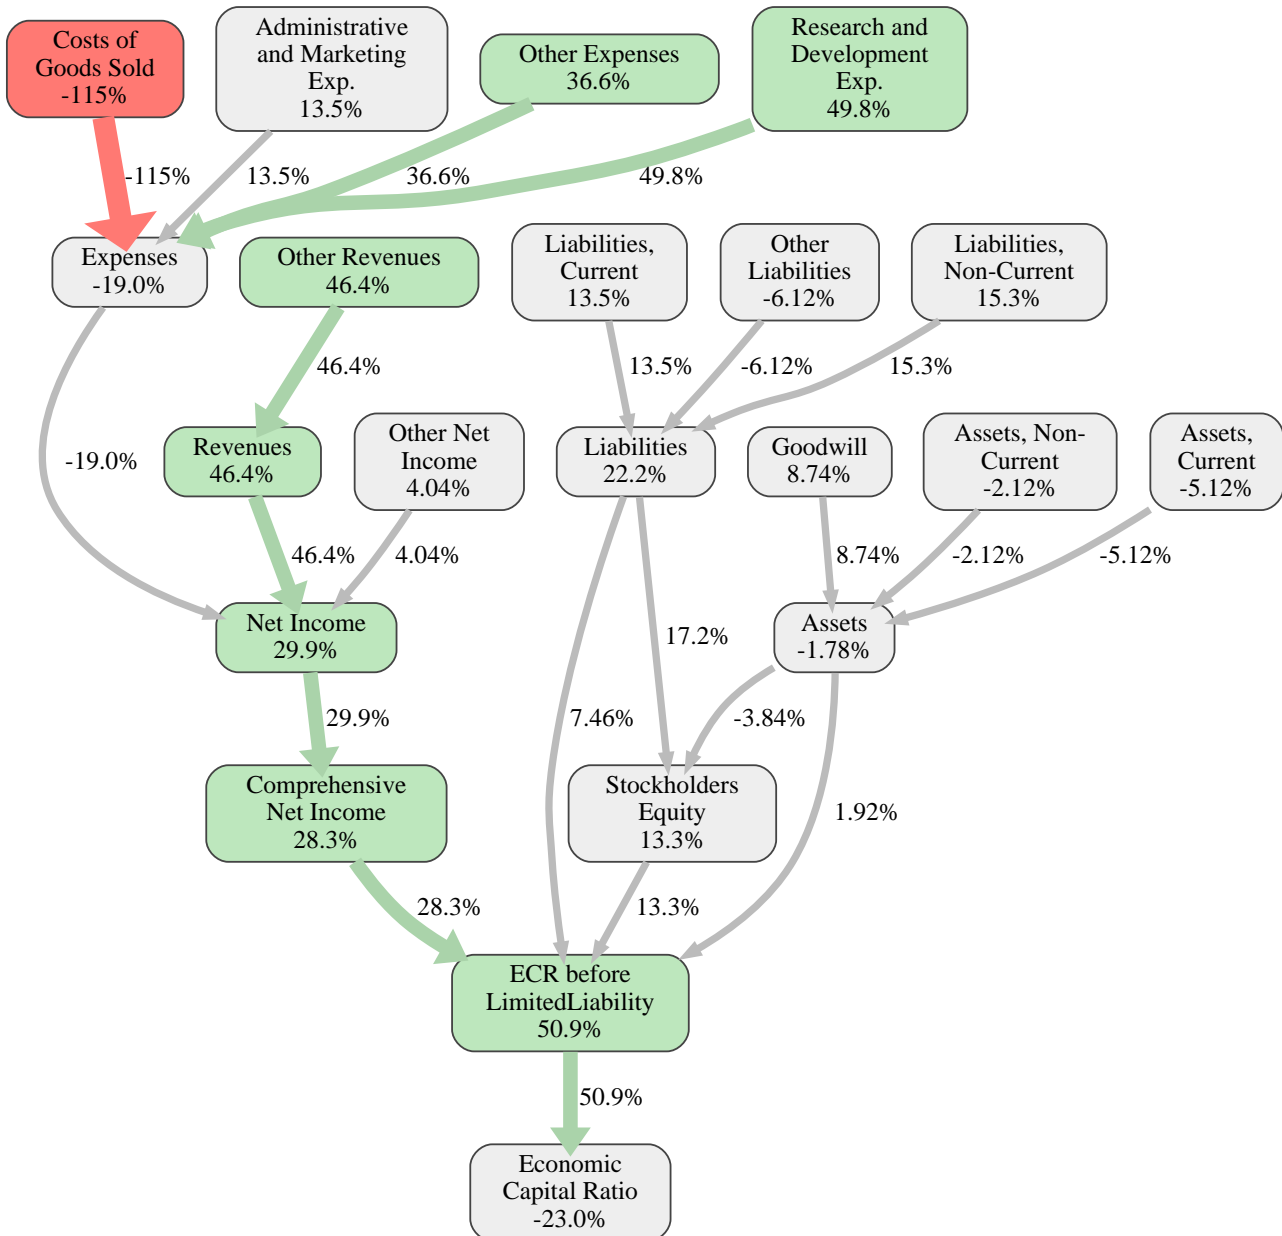 Costs of
Goods Sold
-115%
Administrative
and Marketing
Exp.
13.5%
Other Expenses
36.6%
Research and
Development
Exp.
49.8%
-115%
13.5%
36.6%
49.8%
Expenses
-19.0%
Other Revenues
46.4%
Liabilities,
Current
13.5%
Other
Liabilities
-6.12%
Liabilities,
Non-Current
15.3%
46.4%
13.5%
-6.12%
15.3%
-19.0%
Revenues
46.4%
Other Net
Income
4.04%
Liabilities
22.2%
Goodwill
8.74%
Assets, Non-
Current
-2.12%
Assets,
Current
-5.12%
46.4%
4.04%
8.74%
-2.12%
-5.12%
Net Income
29.9%
17.2%
Assets
-1.78%
29.9%
7.46%
-3.84%
Comprehensive
Net Income
28.3%
Stockholders
Equity
13.3%
1.92%
28.3%
13.3%
ECR before
LimitedLiability
50.9%
50.9%
Economic
Capital Ratio
-23.0%